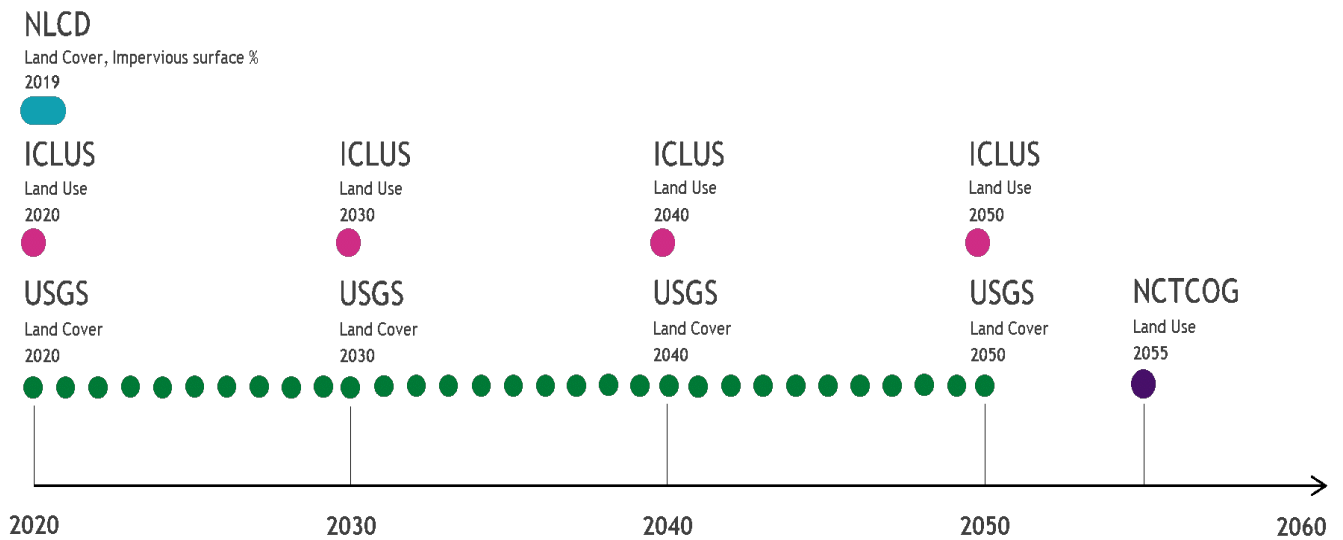 NLCD
Land Cover, Impervious surface %
2019
ICLUS
Land Use
2020
ICLUS
Land Use
2030
ICLUS
Land Use
2040
ICLUS
Land Use
2050
USGS
Land Cover
2020
USGS
Land Cover
2030
USGS
Land Cover
2040
USGS
Land Cover
2050
NCTCOG
Land Use
2055
2020
2030
2040
2050
2060